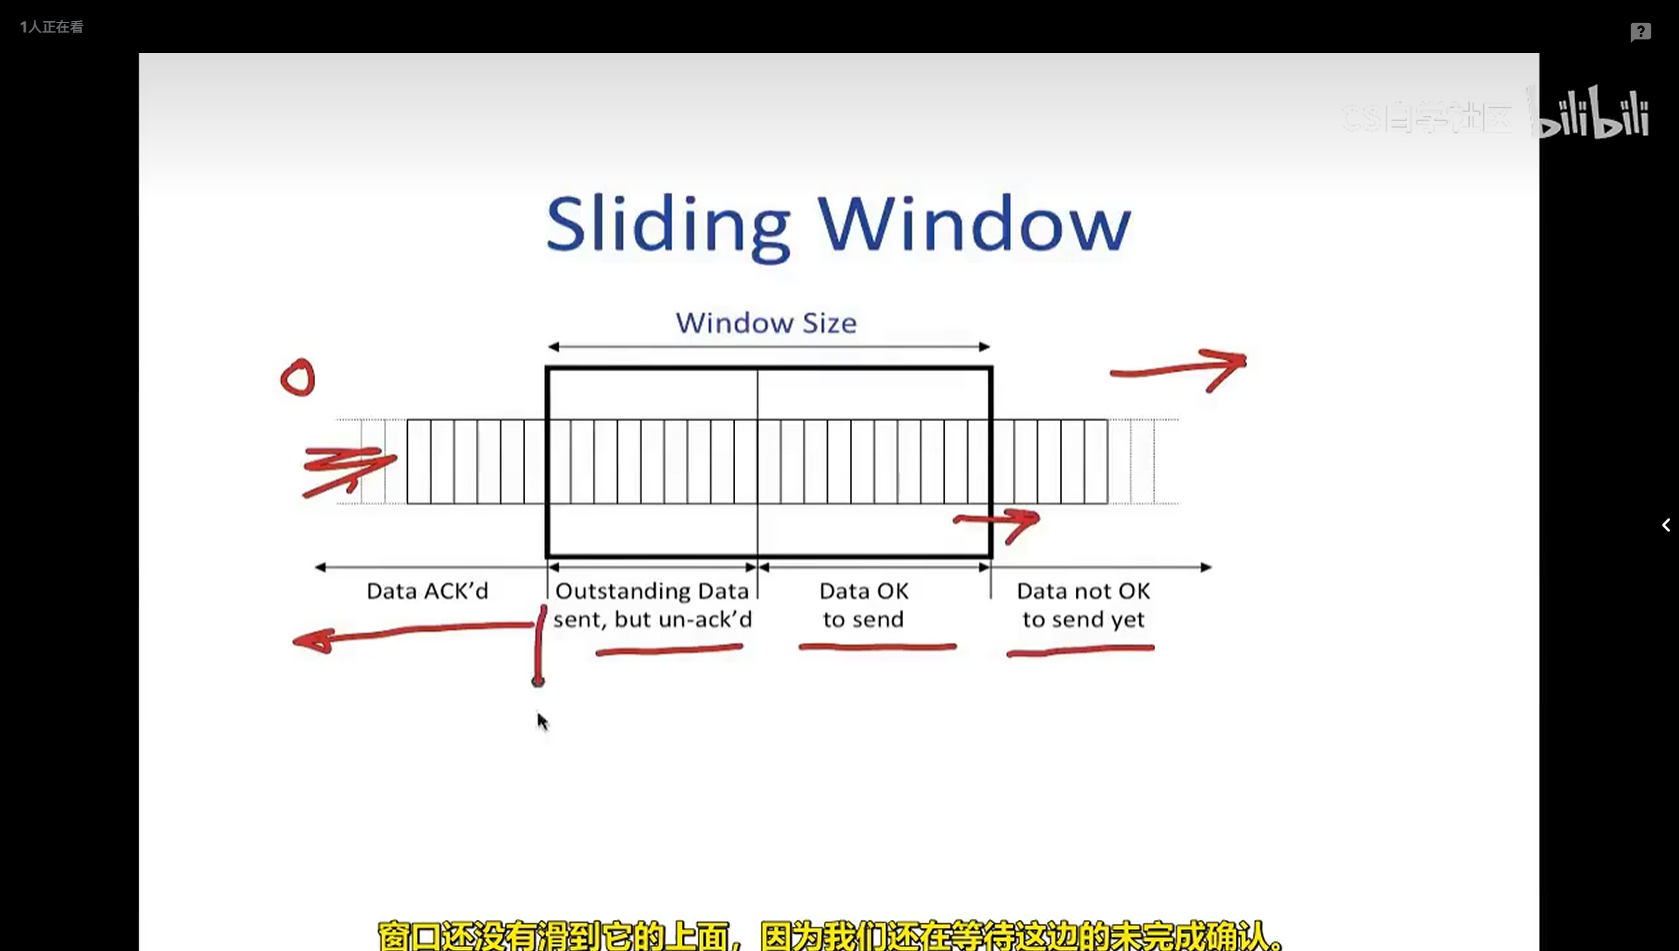 1人正在看
CS自学社区 bilibili
Sliding Window
Window Size
0
Data ACK’d
Outstanding Data
sent, but un-ack’d
Data OK
to send
Data not OK
to send yet
窗口还没有滑到它的上面，因为我们还在等待这边的未完成确认。